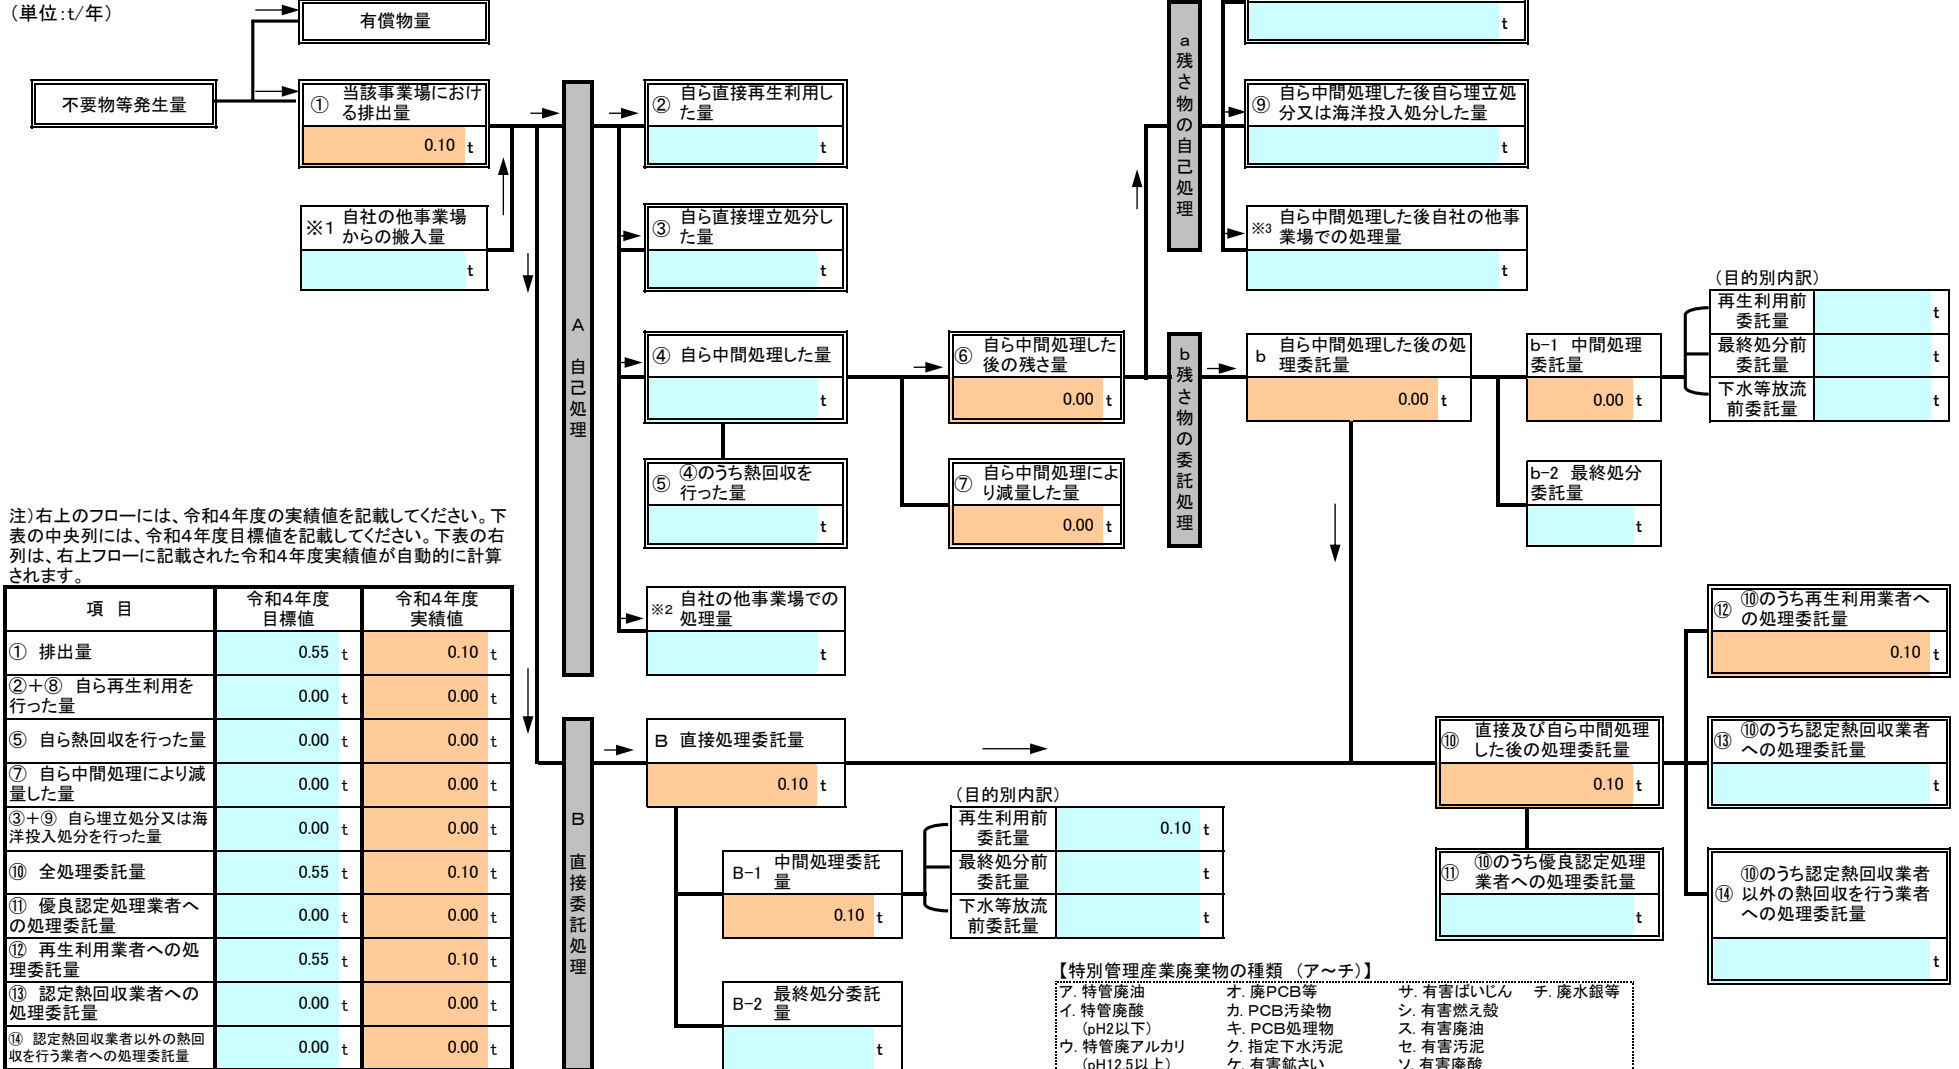 （単位：t/年）
有償物量
t
不要物等発生量
① 当該事業場におけ
る排出量
0.10 t
※1 自社の他事業場
からの搬入量
t
A 自己処理
② 自ら直接再生利用し
た量
t
③ 自ら直接埋立処分し
た量
t
④ 自ら中間処理した量
t
⑤ ④のうち熱回収を
行った量
t
※2 自社の他事業場での
処理量
t
⑥ 自ら中間処理した
後の残さ量
0.00 t
⑦ 自ら中間処理によ
り減量した量
0.00 t
a 残さ物の自己処理
⑨ 自ら中間処理した後自ら埋立処
分又は海洋投入処分した量
t
※3 自ら中間処理した後自社の他事
業場での処理量
t
b 残さ物の委託処理
b 自ら中間処理した後の処
理委託量
0.00 t
b-1 中間処理
委託量
0.00 t
b-2 最終処分
委託量
t
（目的別内訳）
再生利用前
委託量 t
最終処分前
委託量 t
下水等放流
前委託量 t
注）右上のフローには、令和4年度の実績値を記載してください。下
表の中央列には、令和4年度目標値を記載してください。下表の右
列は、右上フローに記載された令和4年度実績値が自動的に計算
されます。
項 目 令和4年度
目標値 令和4年度
実績値
① 排出量 0.55 t 0.10 t
②＋⑧ 自ら再生利用を
行った量 0.00 t 0.00 t
⑤ 自ら熱回収を行った量 0.00 t 0.00 t
⑦ 自ら中間処理により減
量した量 0.00 t 0.00 t
③＋⑨ 自ら埋立処分又は海
洋投入処分を行った量 0.00 t 0.00 t
⑩ 全処理委託量 0.55 t 0.10 t
⑪ 優良認定処理業者へ
の処理委託量 0.00 t 0.00 t
⑫ 再生利用業者への処
理委託量 0.55 t 0.10 t
⑬ 認定熱回収業者への
処理委託量 0.00 t 0.00 t
⑭ 認定熱回収業者以外の熱回
収を行う業者への処理委託量 0.00 t 0.00 t
B 直接委託処理
B 直接処理委託量
0.10 t
B-1 中間処理委託
量
0.10 t
B-2 最終処分委託
量
t
（目的別内訳）
再生利用前
委託量 0.10 t
最終処分前
委託量 t
下水等放流
前委託量 t
⑩ 直接及び自ら中間処理
した後の処理委託量
0.10 t
⑪ ⑩のうち優良認定処理
業者への処理委託量
t
⑫ ⑩のうち再生利用業者へ
の処理委託量
0.10 t
⑬ ⑩のうち認定熱回収業者
への処理委託量
t
⑭ ⑩のうち認定熱回収業者
以外の熱回収を行う業者
への処理委託量
t
【特別管理産業廃棄物の種類 （ア～チ）】
ア. 特管廃油 オ. 廃PCB等 サ. 有害ばいじん チ. 廃水銀等
イ. 特管廃酸 カ. PCB汚染物 シ. 有害燃え殻
（pH2以下） キ. PCB処理物 ス. 有害廃油
ウ. 特管廃アルカリ ク. 指定下水汚泥 セ. 有害汚泥
（pH12.5以上） ケ. 有害鉱さい ソ. 有害廃酸